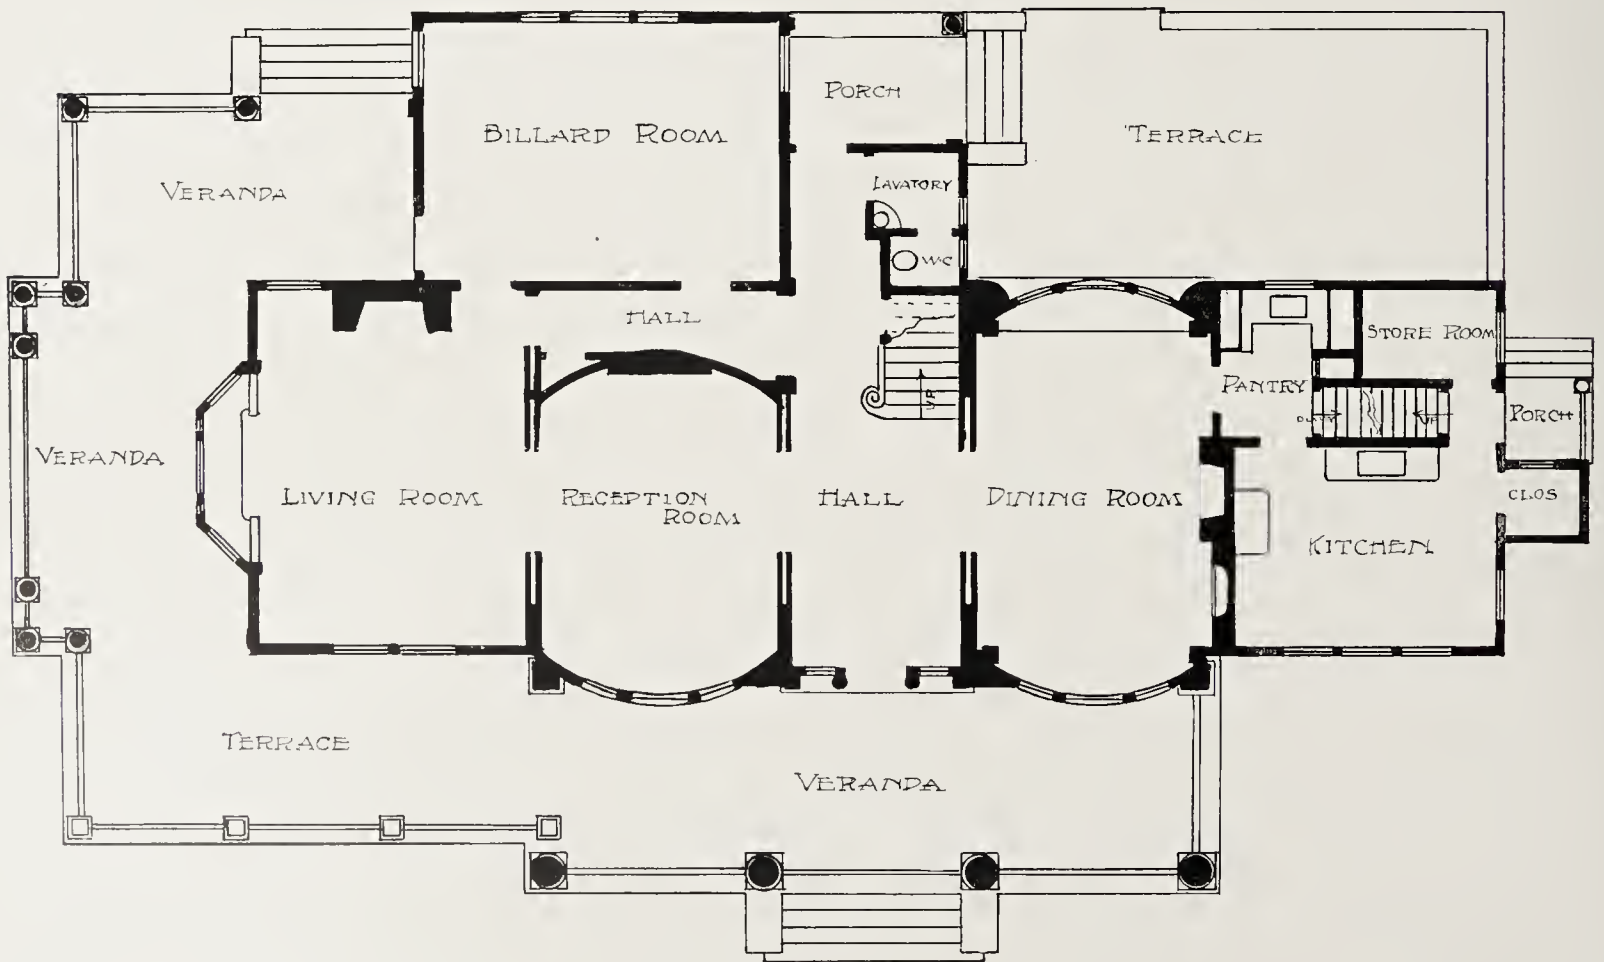 PORCH
BILLARD ROOM
TERRACE
VERANDA
LAVATORY
W.C
HALL
STORE ROOM
PANTRY
UP
DOWN
UP
PORCH
VERANDA
LIVING ROOM
RECEPTION
ROOM
HALL
DINING ROOM
CLOS
KITCHEN
TERRACE
VERANDA